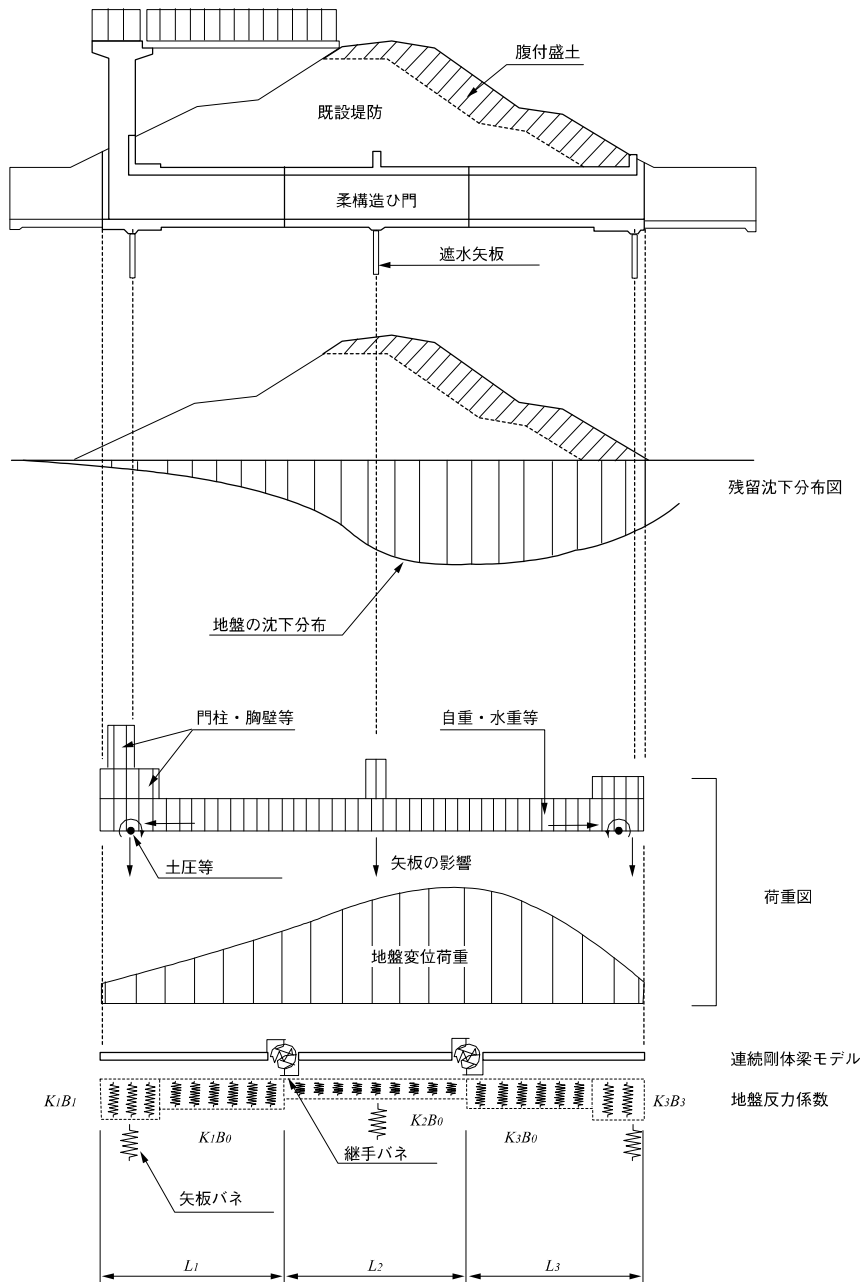 腹付盛土
既設堤防
柔構造ひ門
遮水矢板
残留沈下分布図
地盤の沈下分布
門柱・胸壁等
自重・水重等
土圧等
矢板の影響
荷重図
地盤変位荷重
連続剛体梁モデル
K1B1
K3B3
地盤反力係数
K2B0
K1B0
K3B0
継手バネ
矢板バネ
L1
L2
L3